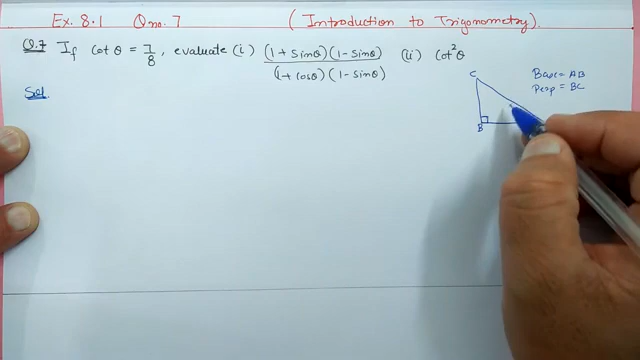 Ex. 8.1 Q no. 7 (Introduction to Trigonometry).
Q.7 If Cot θ = 7/8, evaluate (i) (1 + sinθ)(1 - sinθ) / (1 + cosθ)(1 - sinθ) (ii) Cot²θ
Sol.
C
Base = AB
Perp = BC
B